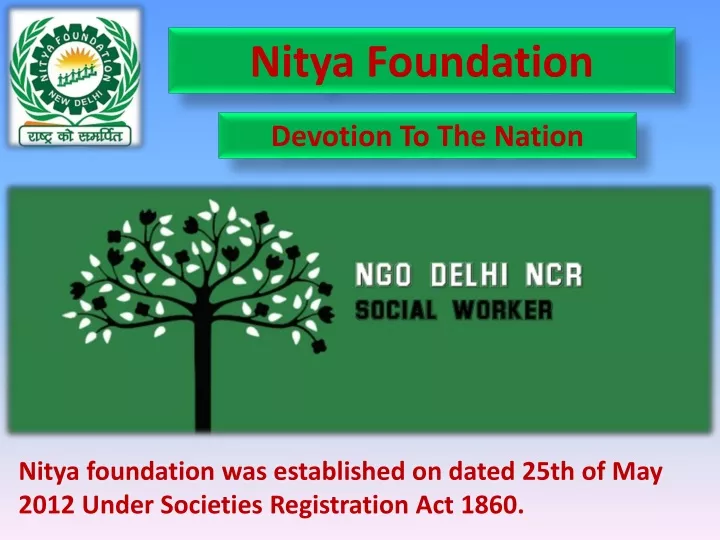 NITYA FOUNDATION
NEW DELHI
राष्ट्र को समर्पित
Nitya Foundation
Devotion To The Nation
NGO DELHI NCR
SOCIAL WORKER
Nitya foundation was established on dated 25th of May
2012 Under Societies Registration Act 1860.